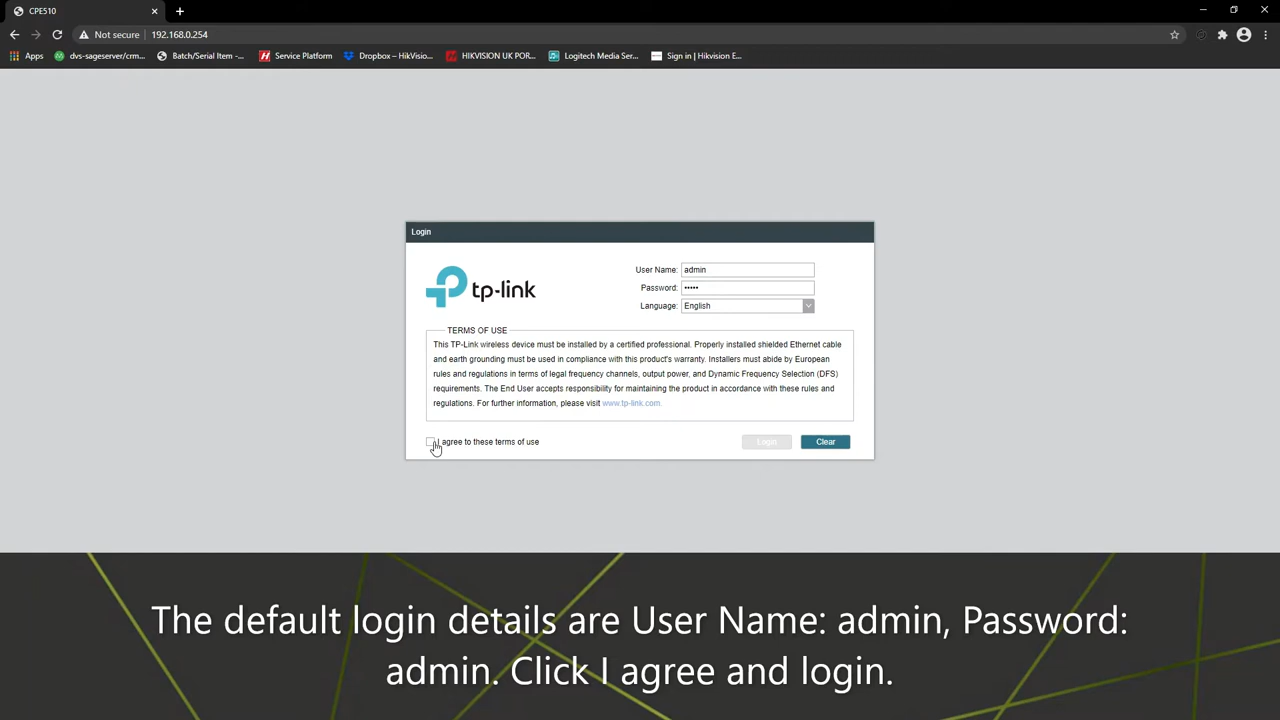 CPE510
Not secure 192.168.0.254
Apps dvs-sageserver/crm... Batch/Serial Item -... Service Platform Dropbox – HikVisio... HIKVISION UK POR... Logitech Media Ser... Sign in | Hikvision E...
Login
User Name: admin
tp-link
Password: •••••
Language: English
TERMS OF USE
This TP-Link wireless device must be installed by a certified professional. Properly installed shielded Ethernet cable
and earth grounding must be used in compliance with this product's warranty. Installers must abide by European
rules and regulations in terms of legal frequency channels, output power, and Dynamic Frequency Selection (DFS)
requirements. The End User accepts responsibility for maintaining the product in accordance with these rules and
regulations. For further information, please visit www.tp-link.com.
I agree to these terms of use Login Clear
The default login details are User Name: admin, Password:
admin. Click I agree and login.